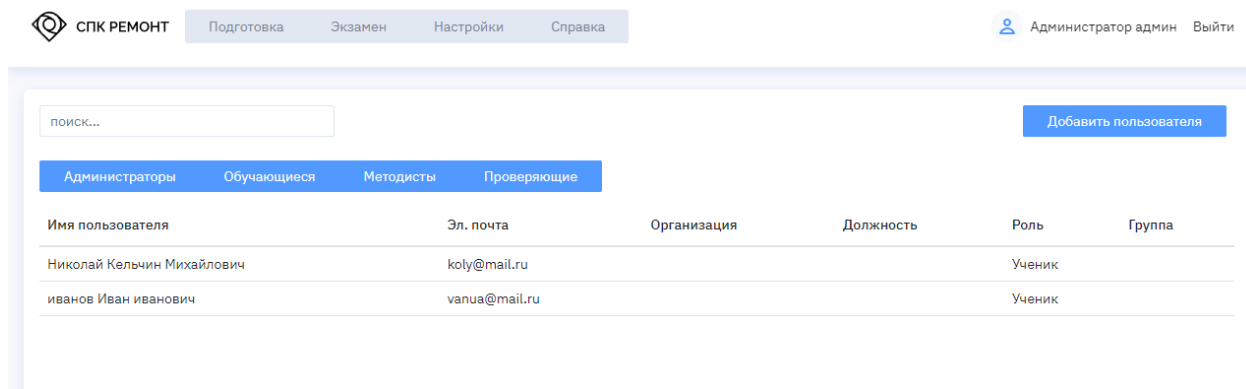 СПК РЕМОНТ Подготовка Экзамен Настройки Справка Администратор админ Выйти
поиск... Добавить пользователя
Администраторы Обучающиеся Методисты Проверяющие
Имя пользователя Эл. почта Организация Должность Роль Группа
Николай Кельчин Михайлович koly@mail.ru Ученик
иванов Иван иванович vanua@mail.ru Ученик